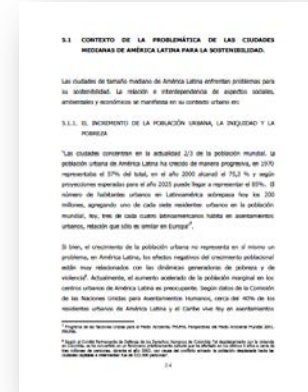 5.1 CONTEXTO DE LA PROBLEMÁTICA DE LAS CIUDADES
MEDIANAS DE AMÉRICA LATINA PARA LA SOSTENIBILIDAD.
Las ciudades de tamaño mediano de América Latina enfrentan problemas para
su sostenibilidad. La relación e interdependencia de aspectos sociales,
ambientales y económicos se manifiesta en su contexto urbano en:
5.1.1. EL INCREMENTO DE LA POBLACIÓN URBANA, LA INEQUIDAD Y LA
POBREZA
"Las ciudades concentran en la actualidad 2/3 de la población mundial. la
población urbana de América Latina ha crecido de manera progresiva, en 1970
representaba el 57% del total, en el año 2000 alcanzó el 75,3 % y según
proyecciones esperadas para el año 2025 puede llegar a representar el 85%. El
número de habitantes urbanos en Latinoamérica sobrepasa hoy los 200
millones, agregando uno de cada siete residentes urbanos en la población
mundial, hoy, tres de cada cuatro latinoamericanos habita en asentamientos
urbanos, relación que sólo es similar en Europa".
Si bien, el crecimiento de la población urbana no representa en sí mismo un
problema, en América Latina, los efectos negativos del crecimiento poblacional
están muy relacionados con las dinámicas generadoras de pobreza y de
violencia. Actualmente, el aumento acelerado de la población marginal en los
centros urbanos de América Latina es preocupante. Según datos de la Comisión
de las Naciones Unidas para Asentamientos Humanos, cerca del 40% de los
residentes urbanos de América Latina y el Caribe vive hoy en asentamientos